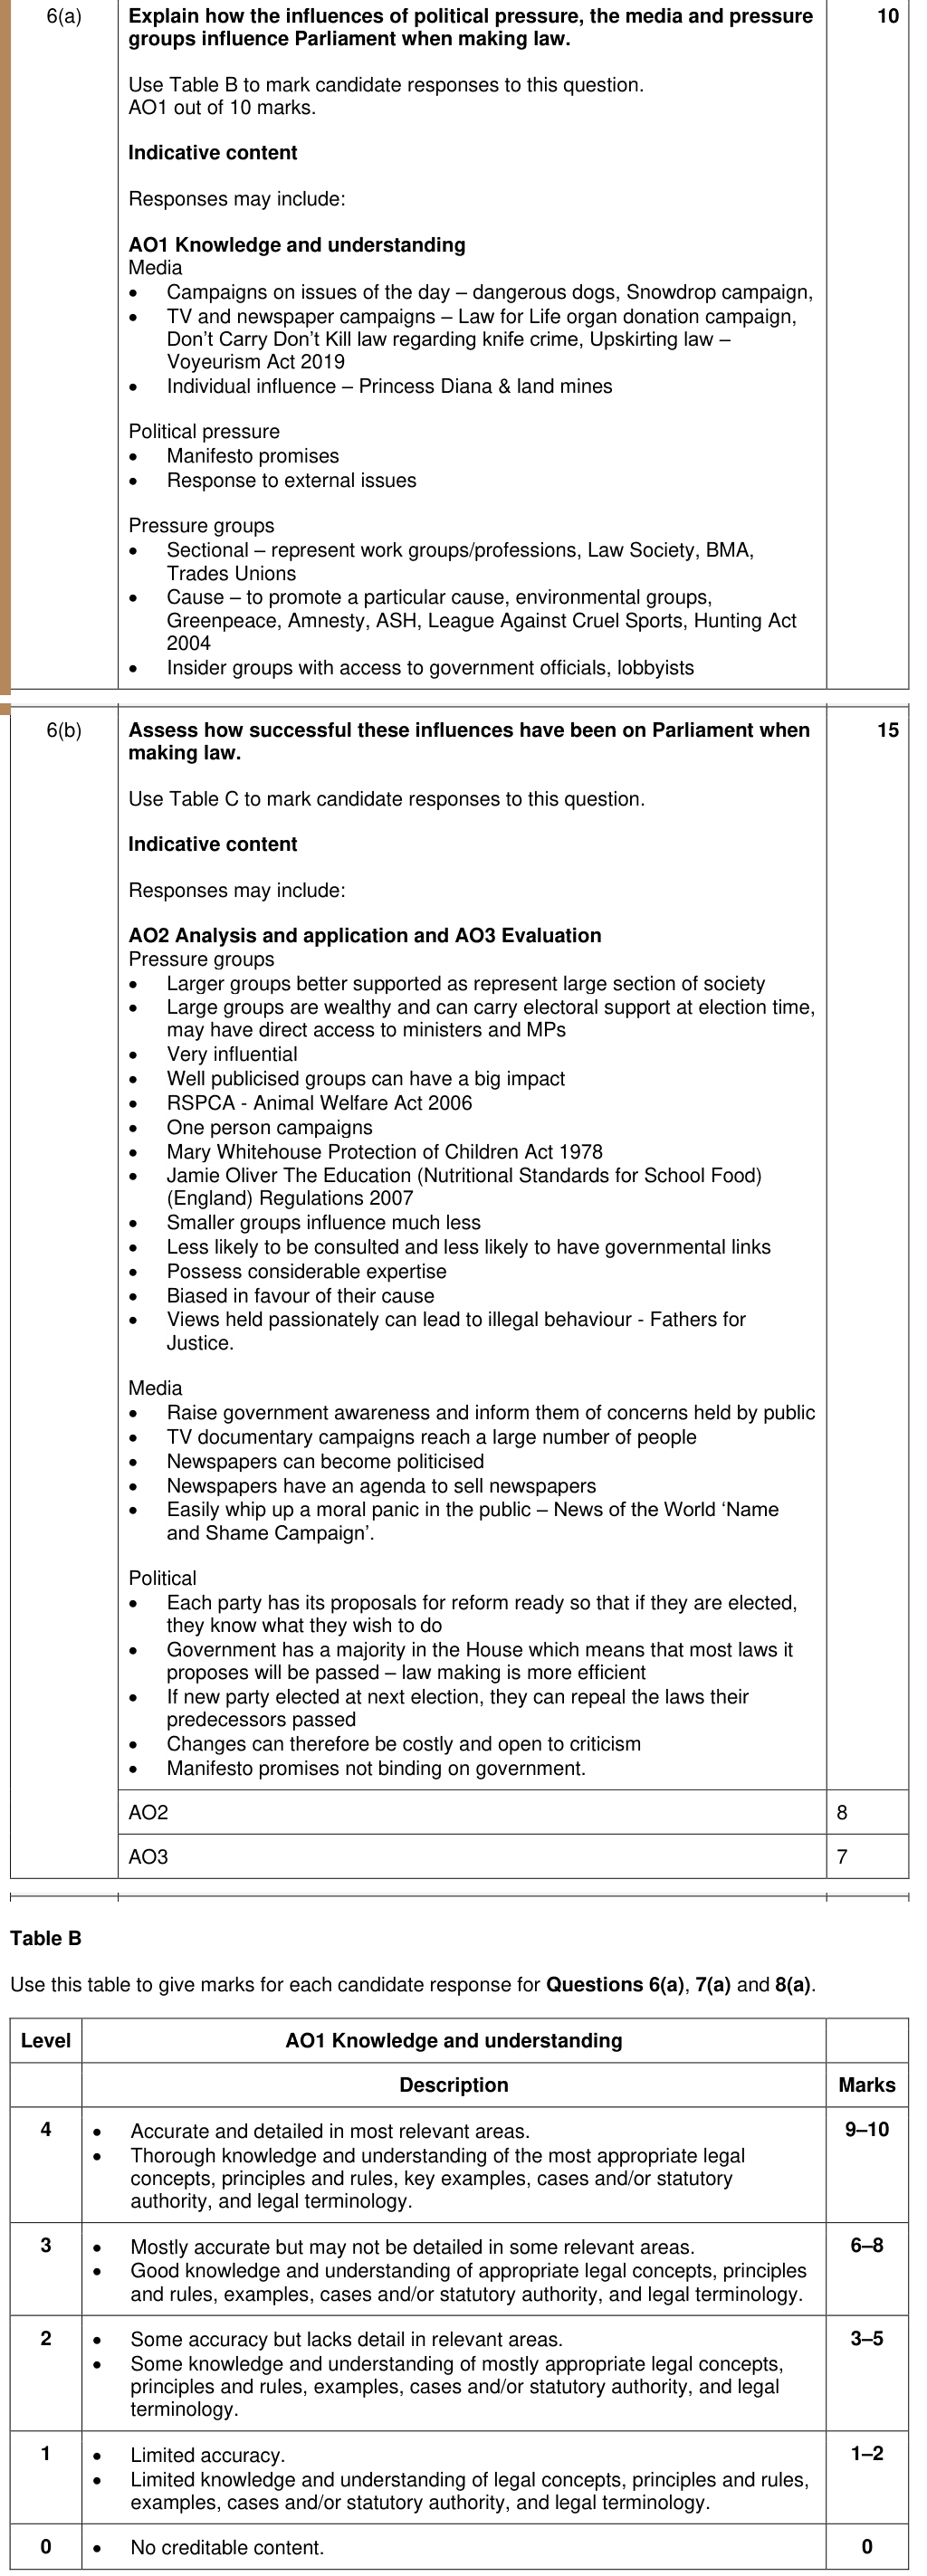 6(a) Explain how the influences of political pressure, the media and pressure 10
groups influence Parliament when making law.
Use Table B to mark candidate responses to this question.
AO1 out of 10 marks.
Indicative content
Responses may include:
AO1 Knowledge and understanding
Media
• Campaigns on issues of the day – dangerous dogs, Snowdrop campaign,
• TV and newspaper campaigns – Law for Life organ donation campaign,
Don’t Carry Don’t Kill law regarding knife crime, Upskirting law –
Voyeurism Act 2019
• Individual influence – Princess Diana & land mines
Political pressure
• Manifesto promises
• Response to external issues
Pressure groups
• Sectional – represent work groups/professions, Law Society, BMA,
Trades Unions
• Cause – to promote a particular cause, environmental groups,
Greenpeace, Amnesty, ASH, League Against Cruel Sports, Hunting Act
2004
• Insider groups with access to government officials, lobbyists
6(b) Assess how successful these influences have been on Parliament when 15
making law.
Use Table C to mark candidate responses to this question.
Indicative content
Responses may include:
AO2 Analysis and application and AO3 Evaluation
Pressure groups
• Larger groups better supported as represent large section of society
• Large groups are wealthy and can carry electoral support at election time,
may have direct access to ministers and MPs
• Very influential
• Well publicised groups can have a big impact
• RSPCA - Animal Welfare Act 2006
• One person campaigns
• Mary Whitehouse Protection of Children Act 1978
• Jamie Oliver The Education (Nutritional Standards for School Food)
(England) Regulations 2007
• Smaller groups influence much less
• Less likely to be consulted and less likely to have governmental links
• Possess considerable expertise
• Biased in favour of their cause
• Views held passionately can lead to illegal behaviour - Fathers for
Justice.
Media
• Raise government awareness and inform them of concerns held by public
• TV documentary campaigns reach a large number of people
• Newspapers can become politicised
• Newspapers have an agenda to sell newspapers
• Easily whip up a moral panic in the public – News of the World ‘Name
and Shame Campaign’.
Political
• Each party has its proposals for reform ready so that if they are elected,
they know what they wish to do
• Government has a majority in the House which means that most laws it
proposes will be passed – law making is more efficient
• If new party elected at next election, they can repeal the laws their
predecessors passed
• Changes can therefore be costly and open to criticism
• Manifesto promises not binding on government.
AO2 8
AO3 7
Table B
Use this table to give marks for each candidate response for Questions 6(a), 7(a) and 8(a).
Level AO1 Knowledge and understanding
Description Marks
4 • Accurate and detailed in most relevant areas. 9–10
• Thorough knowledge and understanding of the most appropriate legal
concepts, principles and rules, key examples, cases and/or statutory
authority, and legal terminology.
3 • Mostly accurate but may not be detailed in some relevant areas. 6–8
• Good knowledge and understanding of appropriate legal concepts, principles
and rules, examples, cases and/or statutory authority, and legal terminology.
2 • Some accuracy but lacks detail in relevant areas. 3–5
• Some knowledge and understanding of mostly appropriate legal concepts,
principles and rules, examples, cases and/or statutory authority, and legal
terminology.
1 • Limited accuracy. 1–2
• Limited knowledge and understanding of legal concepts, principles and rules,
examples, cases and/or statutory authority, and legal terminology.
0 • No creditable content. 0